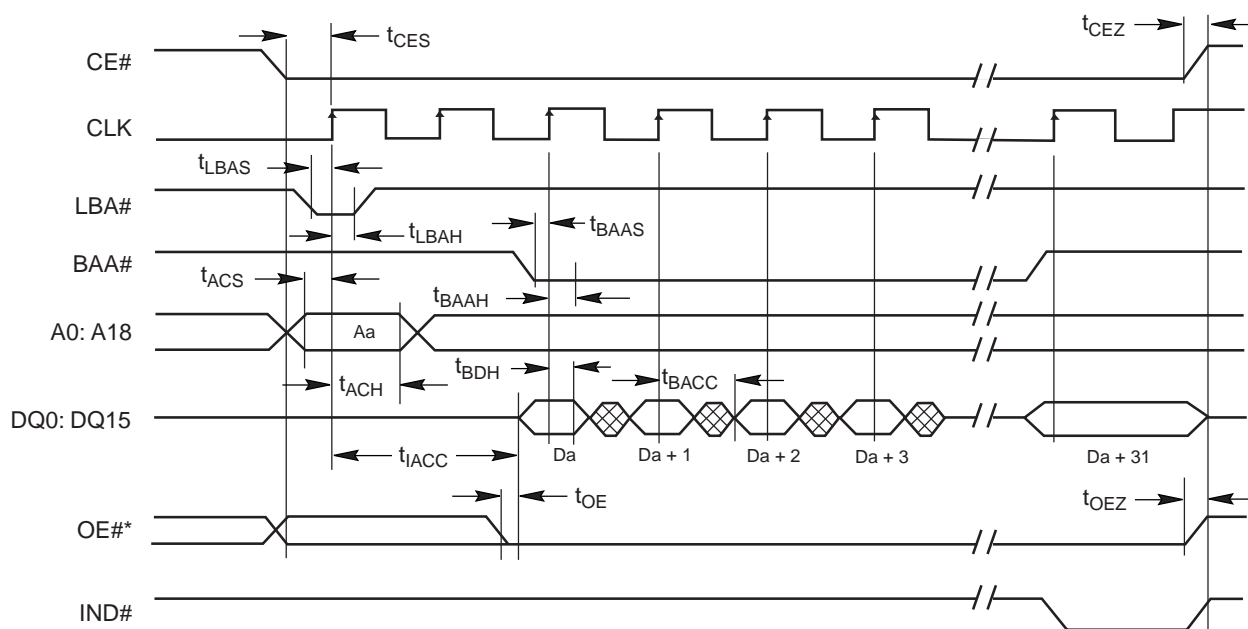 tCES
tCEZ
CE#
CLK
tLBAS
LBA#
tLBAH
tBAAS
BAA#
tACS
tBAAH
A0: A18
Aa
tBDH
tBACC
tACH
DQ0: DQ15
Da
Da + 1
Da + 2
Da + 3
Da + 31
tIACC
tOE
tOEZ
OE#*
IND#